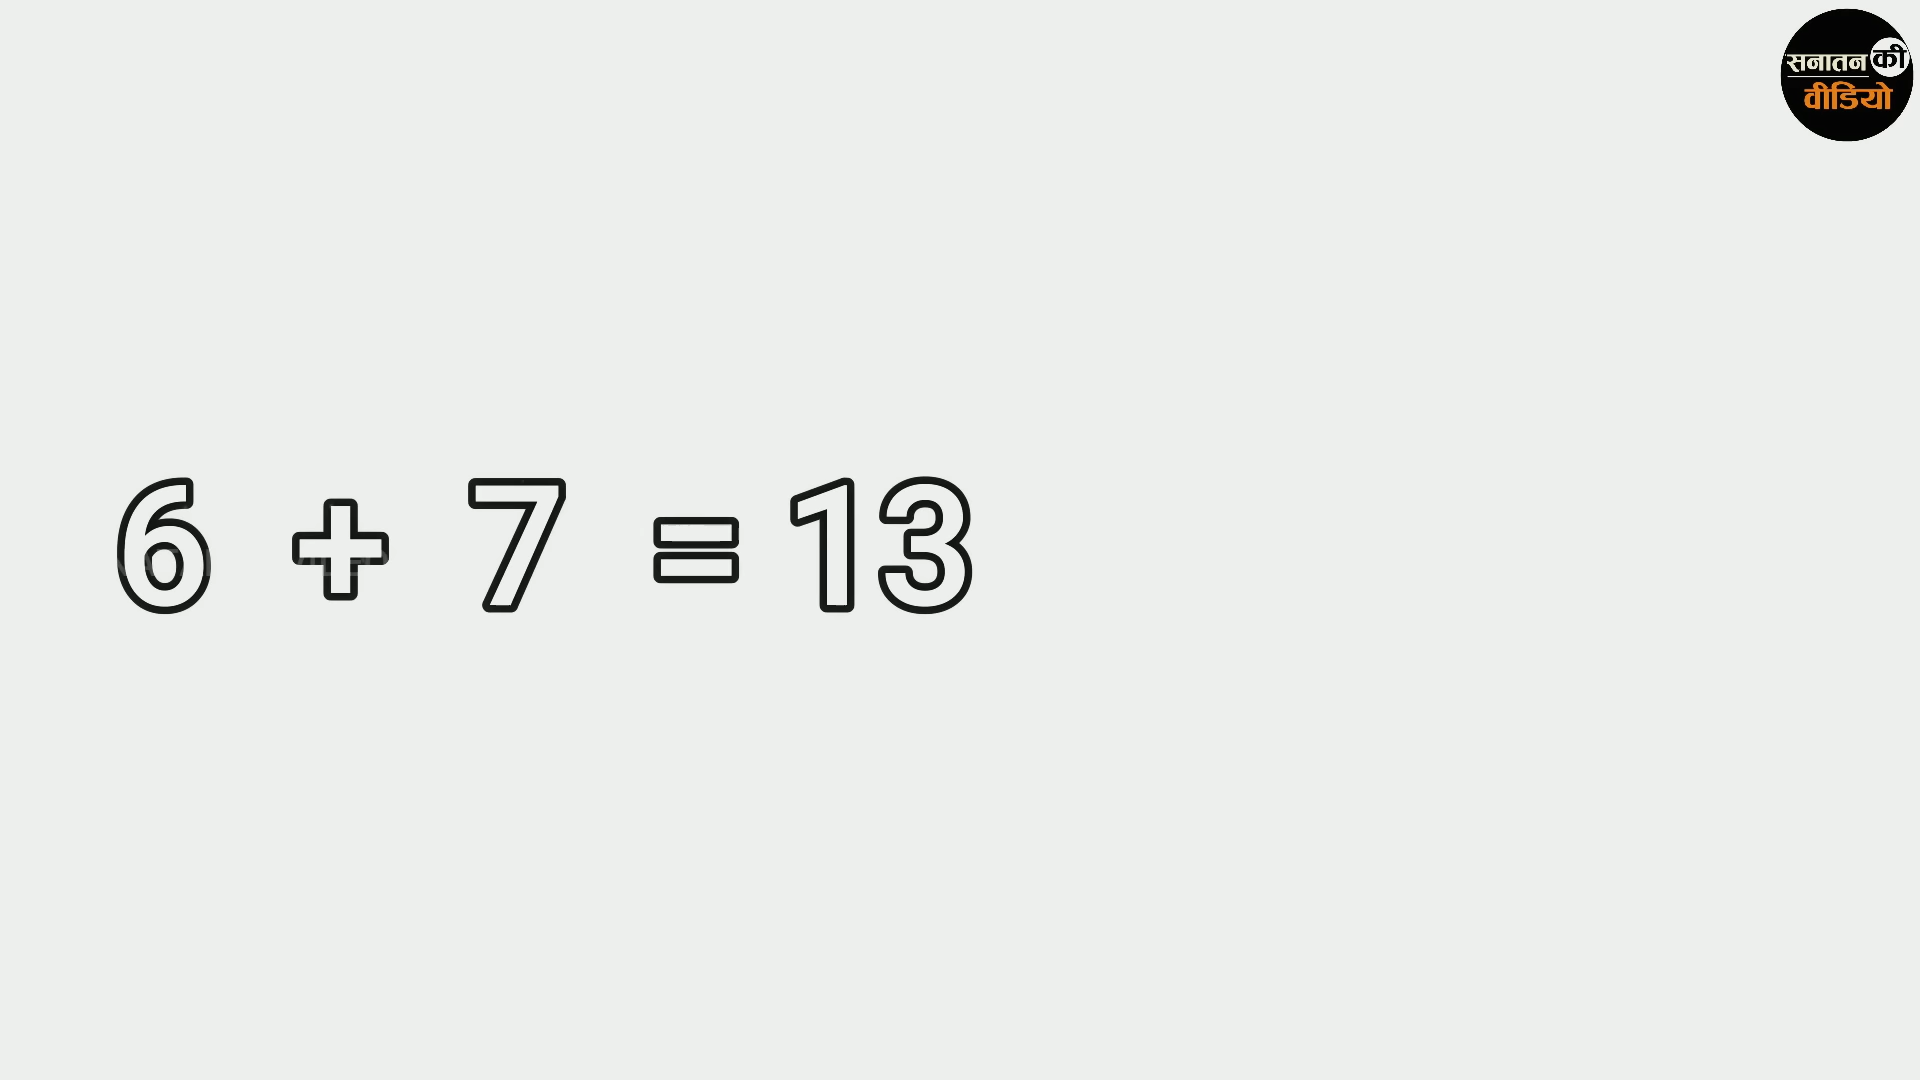 सनातन की
वीडियो
6 + 7 = 13